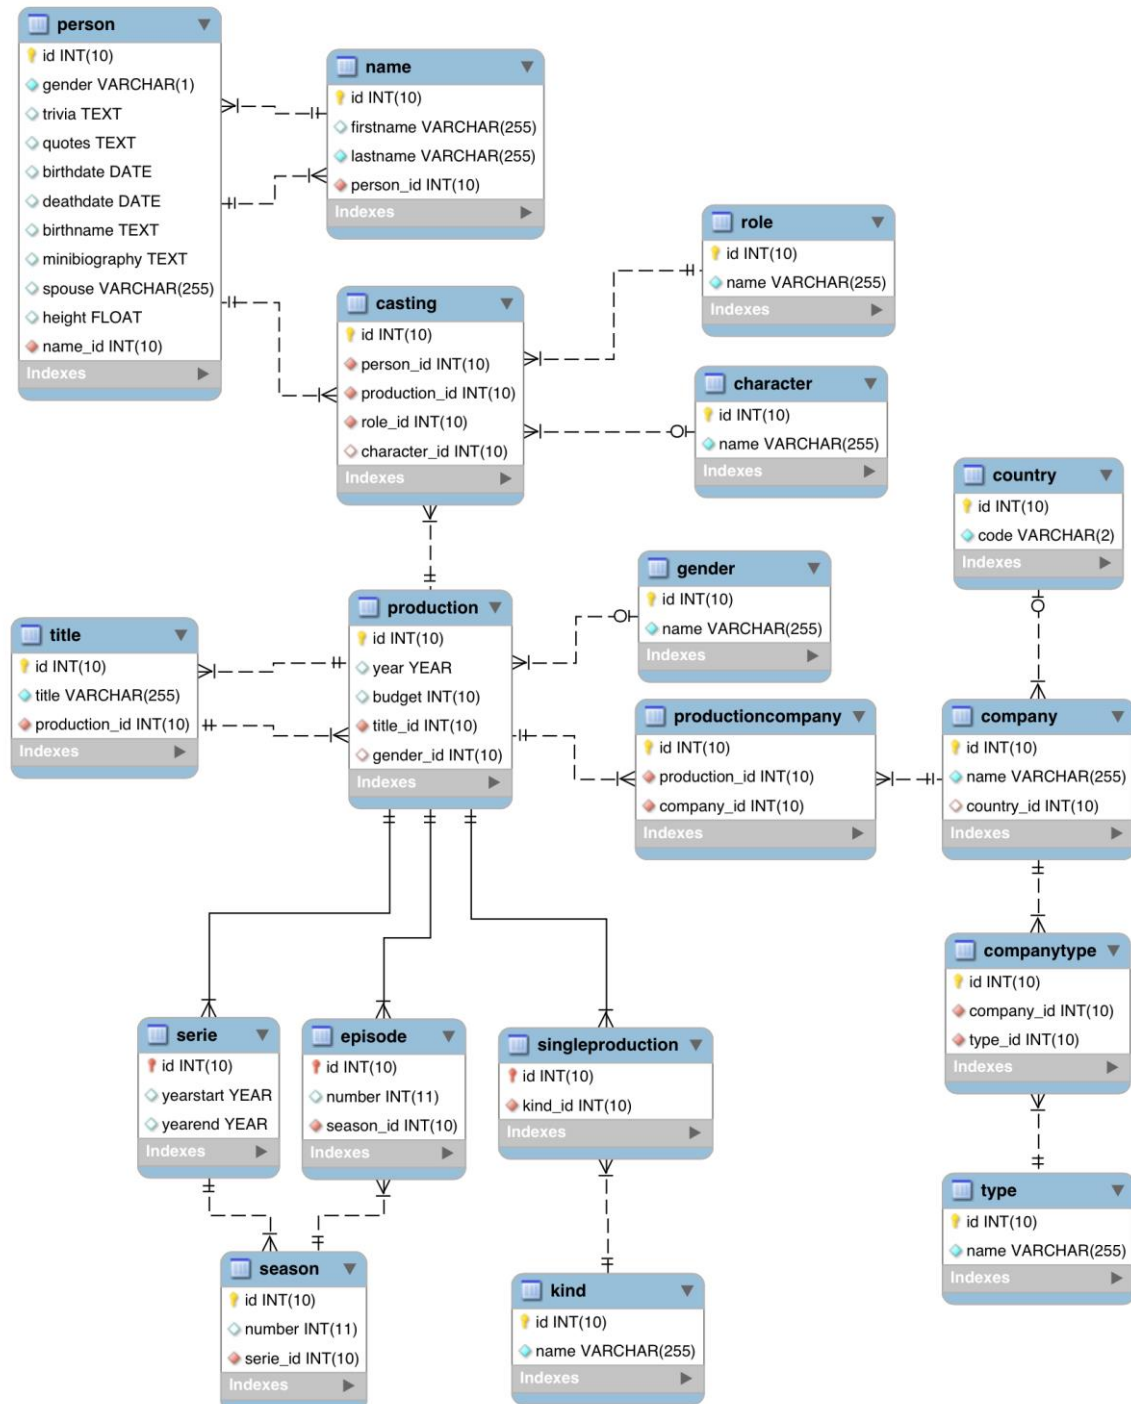 person
id INT(10)
gender VARCHAR(1)
trivia TEXT
quotes TEXT
birthdate DATE
deathdate DATE
birthname TEXT
minibiography TEXT
spouse VARCHAR(255)
height FLOAT
name_id INT(10)
Indexes
name
id INT(10)
firstname VARCHAR(255)
lastname VARCHAR(255)
person_id INT(10)
Indexes
role
id INT(10)
name VARCHAR(255)
Indexes
casting
id INT(10)
person_id INT(10)
production_id INT(10)
role_id INT(10)
character_id INT(10)
Indexes
character
id INT(10)
name VARCHAR(255)
Indexes
country
id INT(10)
code VARCHAR(2)
Indexes
gender
id INT(10)
name VARCHAR(255)
Indexes
production
id INT(10)
year YEAR
budget INT(10)
title_id INT(10)
gender_id INT(10)
Indexes
title
id INT(10)
title VARCHAR(255)
production_id INT(10)
Indexes
productioncompany
id INT(10)
production_id INT(10)
company_id INT(10)
Indexes
company
id INT(10)
name VARCHAR(255)
country_id INT(10)
Indexes
companytype
id INT(10)
company_id INT(10)
type_id INT(10)
Indexes
serie
id INT(10)
yearstart YEAR
yearend YEAR
Indexes
episode
id INT(10)
number INT(11)
season_id INT(10)
Indexes
singleproduction
id INT(10)
kind_id INT(10)
Indexes
type
id INT(10)
name VARCHAR(255)
Indexes
season
id INT(10)
number INT(11)
serie_id INT(10)
Indexes
kind
id INT(10)
name VARCHAR(255)
Indexes